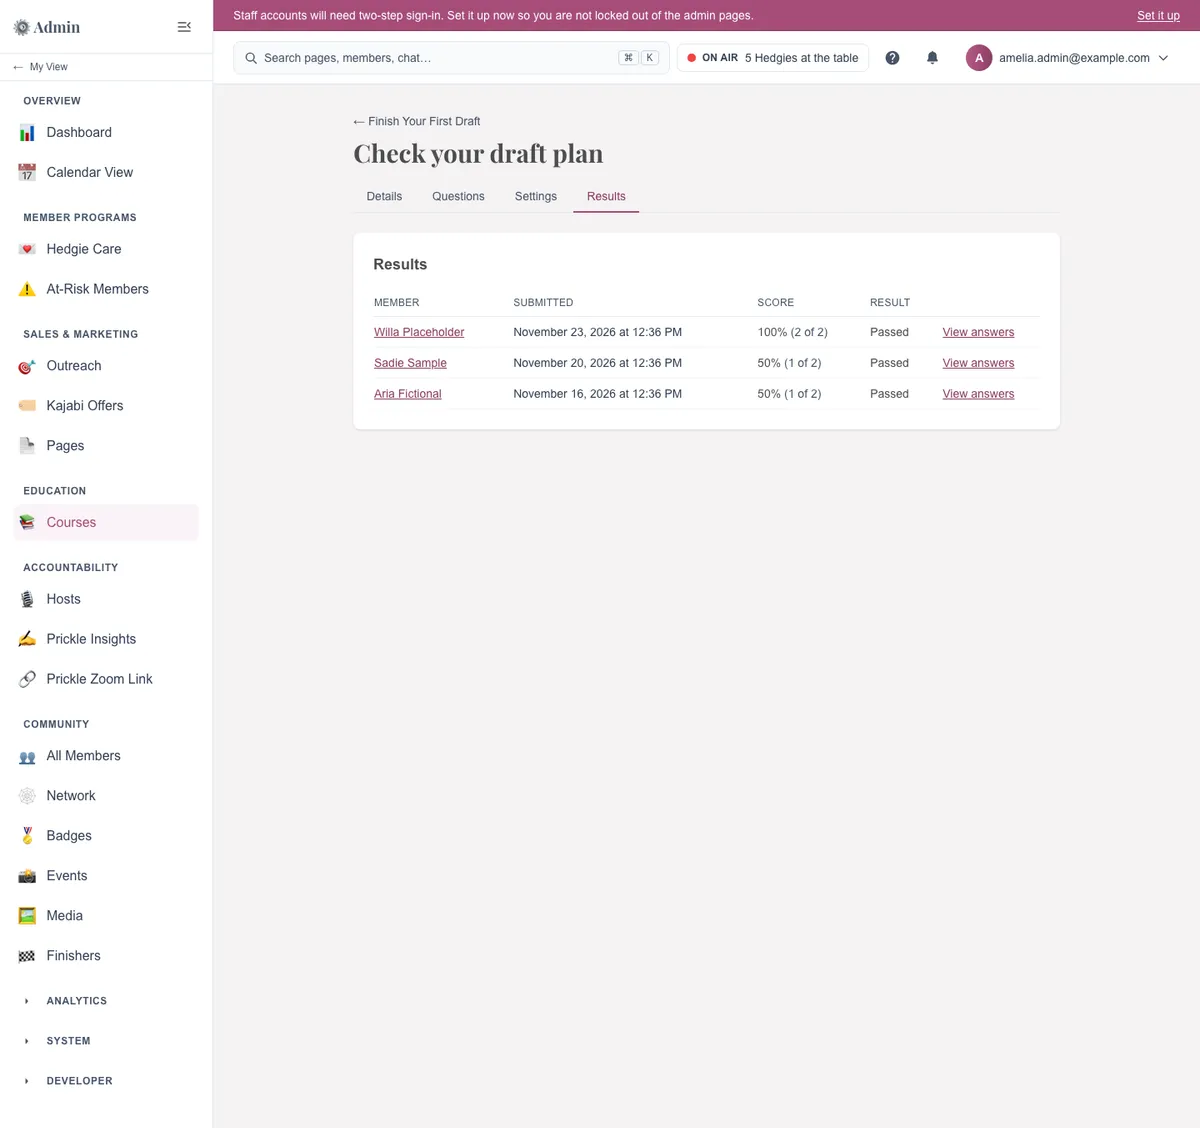 Staff accounts will need two-step sign-in. Set it up now so you are not locked out of the admin pages.
Set it up
Admin
← My View
Search pages, members, chat…
⌘ K
ON AIR 5 Hedgies at the table
A
amelia.admin@example.com
OVERVIEW
Dashboard
Calendar View
MEMBER PROGRAMS
Hedgie Care
At-Risk Members
SALES & MARKETING
Outreach
Kajabi Offers
Pages
EDUCATION
Courses
ACCOUNTABILITY
Hosts
Prickle Insights
Prickle Zoom Link
COMMUNITY
All Members
Network
Badges
Events
Media
Finishers
ANALYTICS
SYSTEM
DEVELOPER
← Finish Your First Draft
Check your draft plan
Details Questions Settings Results
Results
MEMBER SUBMITTED SCORE RESULT
Willa Placeholder November 23, 2026 at 12:36 PM 100% (2 of 2) Passed View answers
Sadie Sample November 20, 2026 at 12:36 PM 50% (1 of 2) Passed View answers
Aria Fictional November 16, 2026 at 12:36 PM 50% (1 of 2) Passed View answers